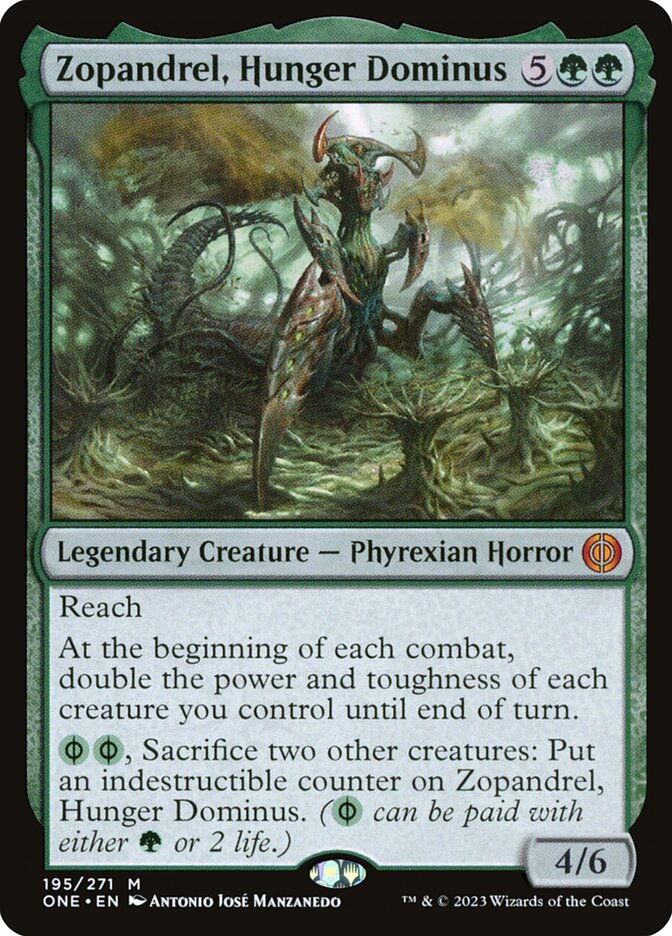 Zopandrel, Hunger Dominus 5
Legendary Creature — Phyrexian Horror
Reach
At the beginning of each combat,
double the power and toughness of each
creature you control until end of turn.
, Sacrifice two other creatures: Put
an indestructible counter on Zopandrel,
Hunger Dominus. ( can be paid with
either or 2 life.)
4/6
195/271 M
ONE • EN Antonio José Manzanedo
™ & © 2023 Wizards of the Coast